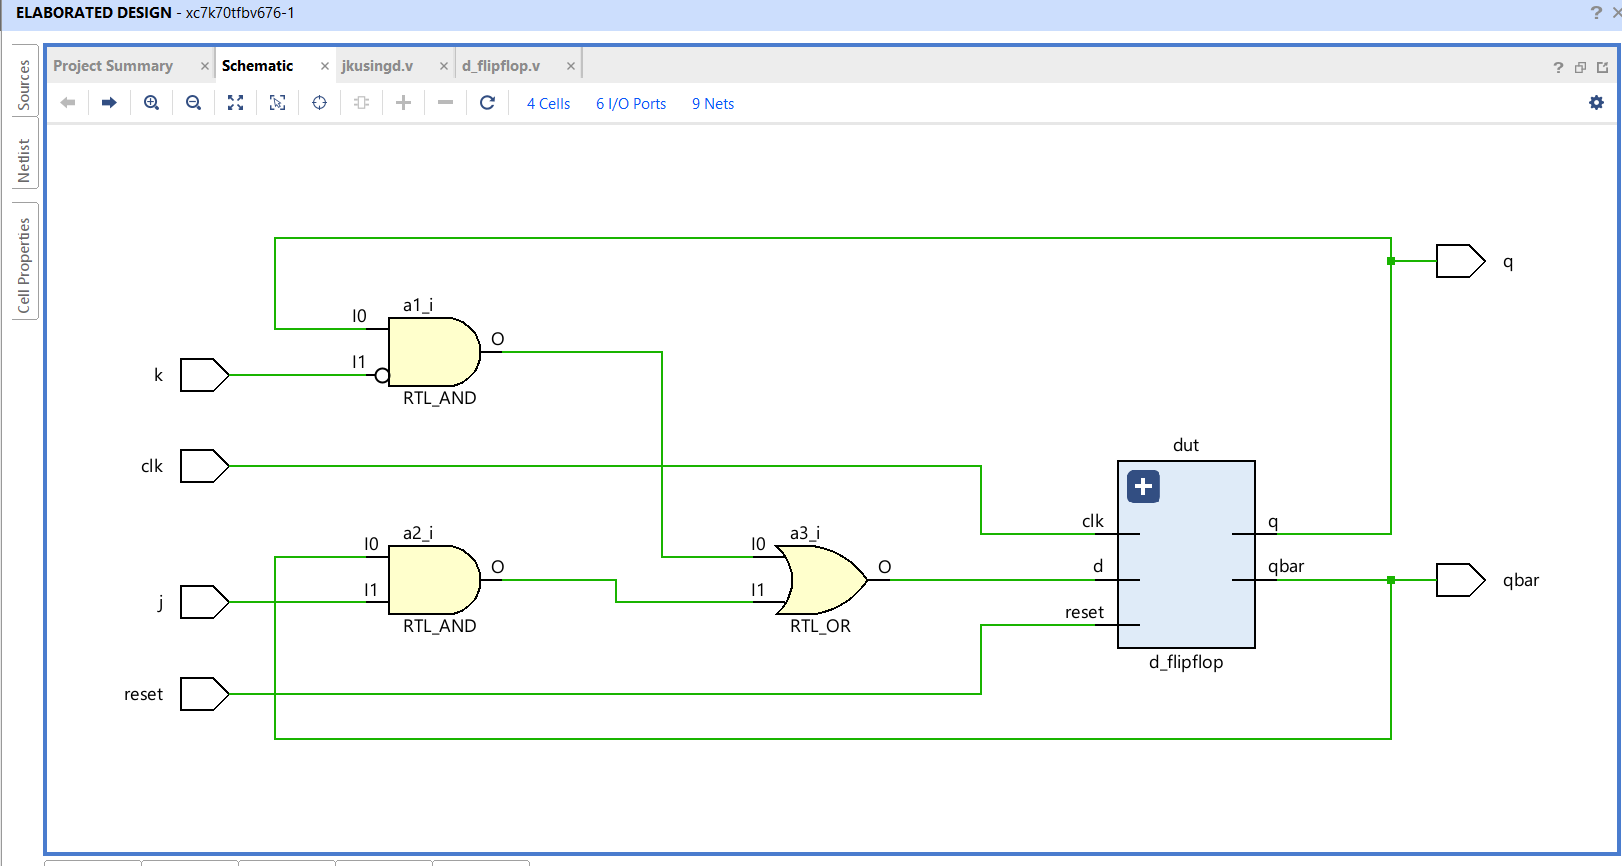 ELABORATED DESIGN - xc7k70tfbv676-1
Sources
Netlist
Cell Properties
Project Summary
Schematic
jkusingd.v
d_flipflop.v
4 Cells
6 I/O Ports
9 Nets
q
a1_i
I0
O
I1
k
RTL_AND
dut
clk
clk
q
a2_i
a3_i
I0
O
I0
O
d
qbar
qbar
j
I1
I1
reset
RTL_AND
RTL_OR
d_flipflop
reset